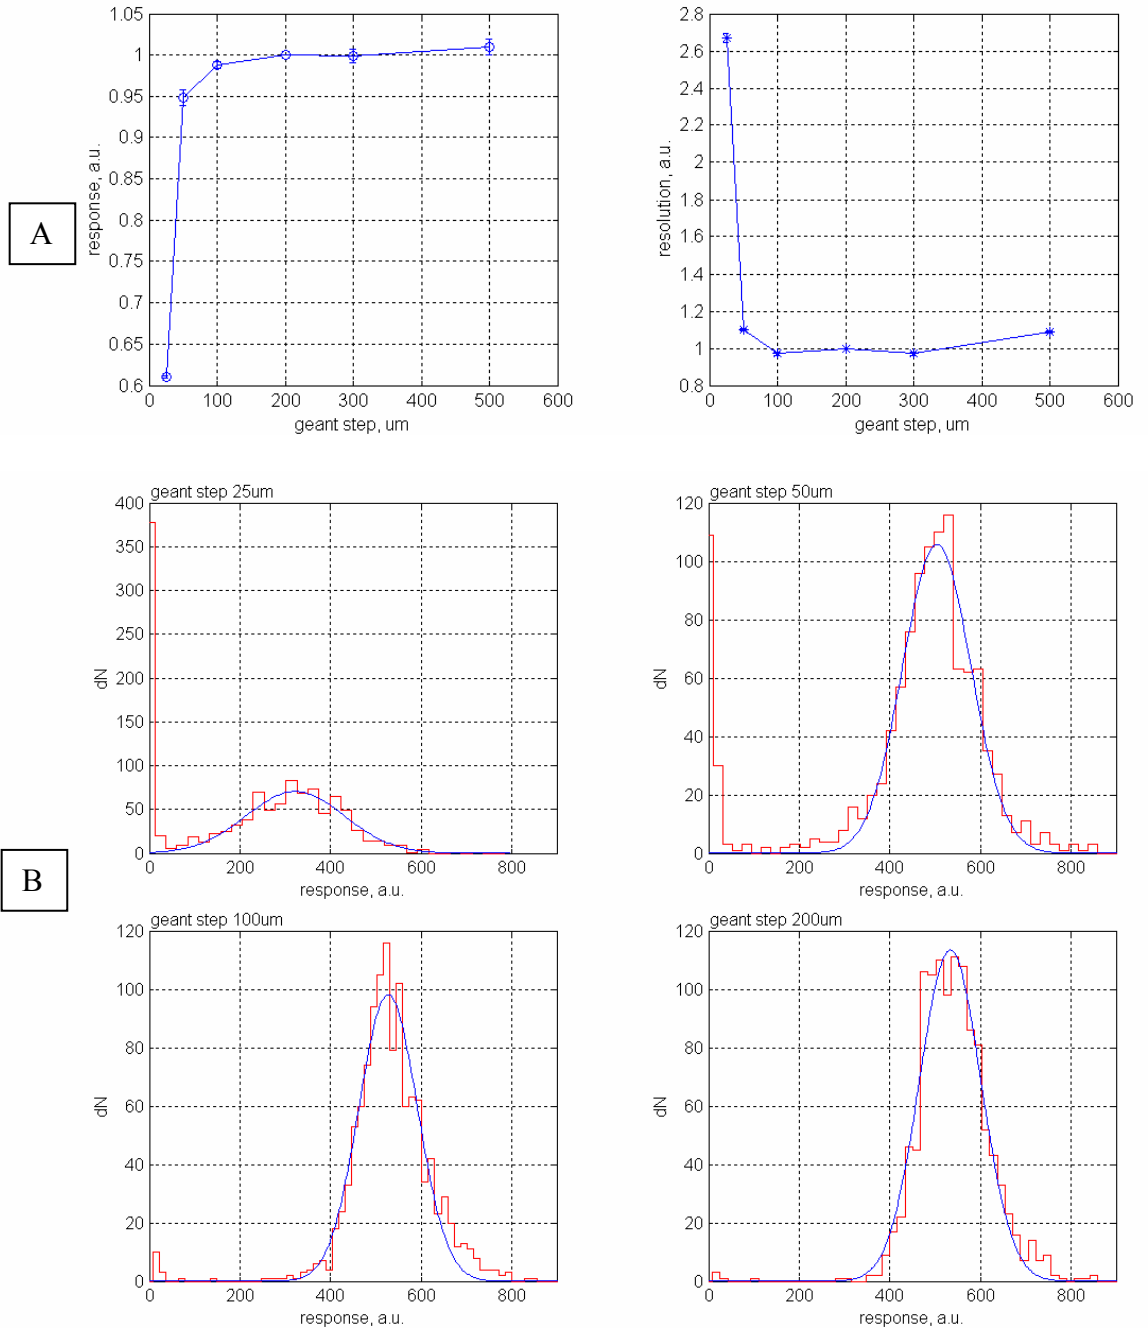 A
1.05
1
0.95
0.9
0.85
0.8
0.75
0.7
0.65
0.6
response, a.u.
0 100 200 300 400 500 600
geant step, um
2.8
2.6
2.4
2.2
2
1.8
1.6
1.4
1.2
1
0.8
resolution, a.u.
0 100 200 300 400 500 600
geant step, um
B
geant step 25um
400
350
300
250
200
150
100
50
0
dN
0 200 400 600 800
response, a.u.
geant step 50um
120
100
80
60
40
20
0
dN
0 200 400 600 800
response, a.u.
geant step 100um
120
100
80
60
40
20
0
dN
0 200 400 600 800
response, a.u.
geant step 200um
120
100
80
60
40
20
0
dN
0 200 400 600 800
response, a.u.